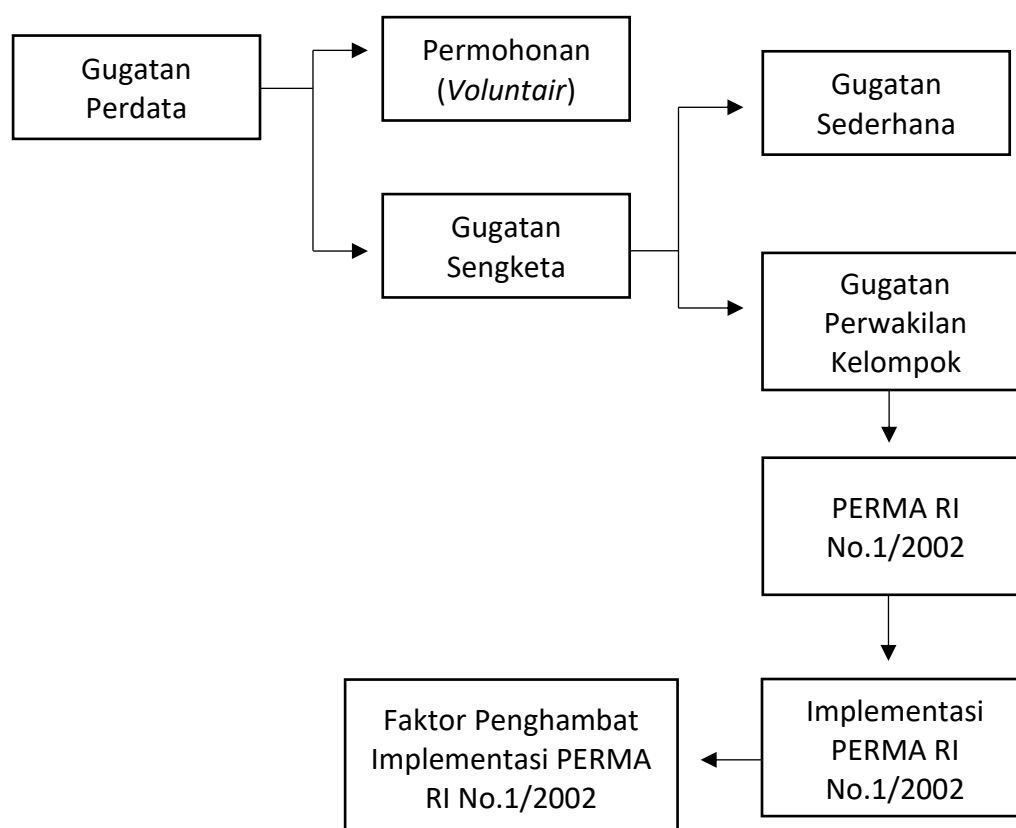 Gugatan
Perdata
Permohonan
(Voluntair)
Gugatan
Sederhana
Gugatan
Sengketa
Gugatan
Perwakilan
Kelompok
PERMA RI
No.1/2002
Faktor Penghambat
Implementasi PERMA
RI No.1/2002
Implementasi
PERMA RI
No.1/2002